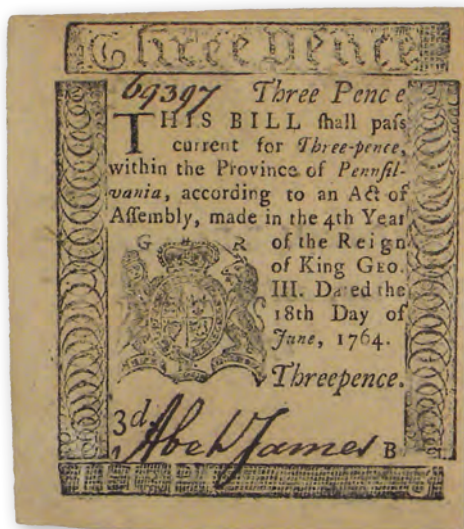 Three Pence
69397 Three Pence
THIS BILL ſhall paſs
current for Three-pence,
within the Province of Pennſil-
vania, according to an Act of
Aſſembly, made in the 4th Year
G R of the Reign
of King GEO.
III. Dated the
18th Day of
June, 1764.
Threepence.
3d. Abel James B